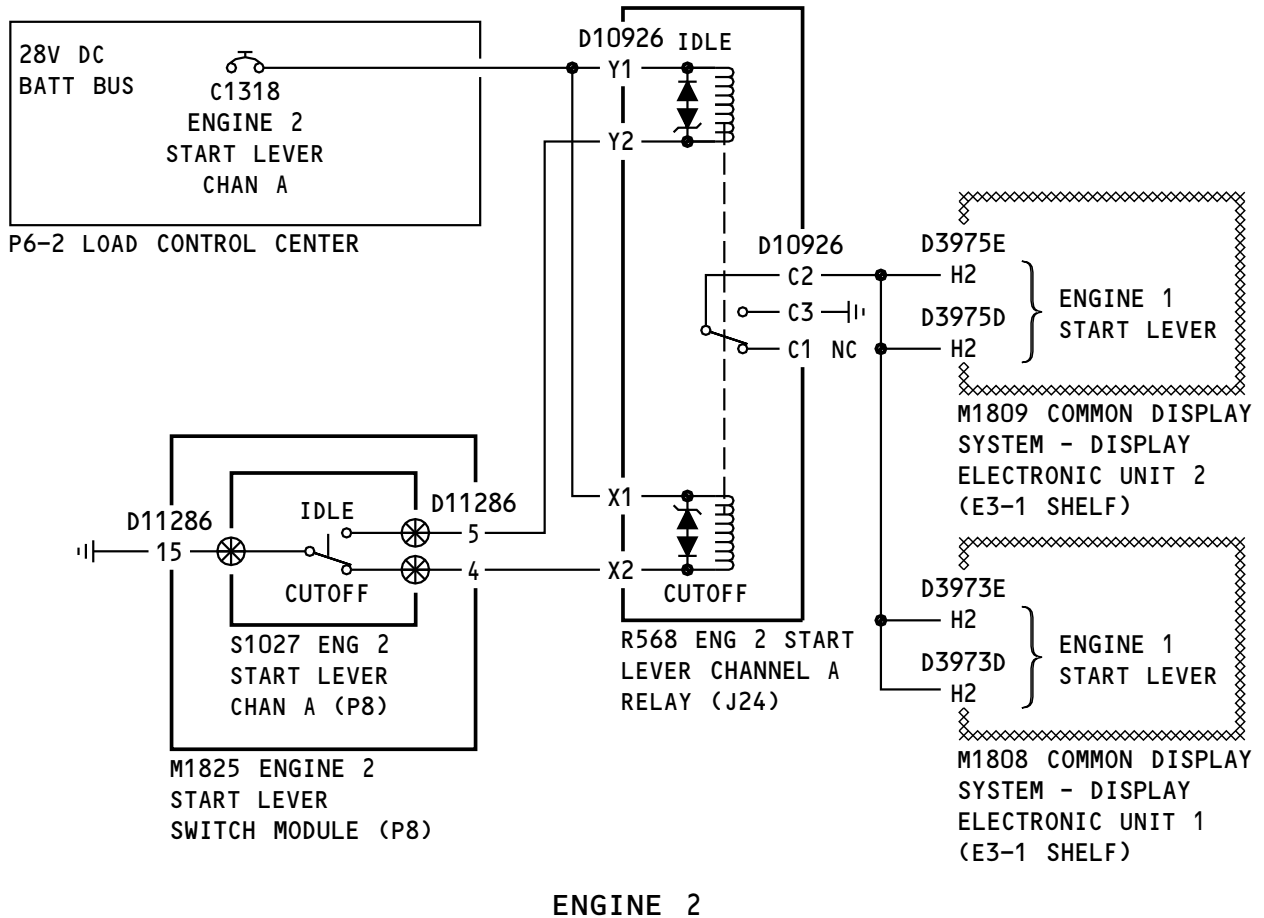 28V DC
BATT BUS
C1318
ENGINE 2
START LEVER
CHAN A
P6-2 LOAD CONTROL CENTER
D10926 IDLE
Y1
Y2
D10926
C2
C3
C1 NC
X1
X2
CUTOFF
R568 ENG 2 START
LEVER CHANNEL A
RELAY (J24)
D11286
15
IDLE
CUTOFF
D11286
5
4
S1027 ENG 2
START LEVER
CHAN A (P8)
M1825 ENGINE 2
START LEVER
SWITCH MODULE (P8)
D3975E
H2
D3975D
H2
ENGINE 1
START LEVER
M1809 COMMON DISPLAY
SYSTEM - DISPLAY
ELECTRONIC UNIT 2
(E3-1 SHELF)
D3973E
H2
D3973D
H2
ENGINE 1
START LEVER
M1808 COMMON DISPLAY
SYSTEM - DISPLAY
ELECTRONIC UNIT 1
(E3-1 SHELF)
ENGINE 2